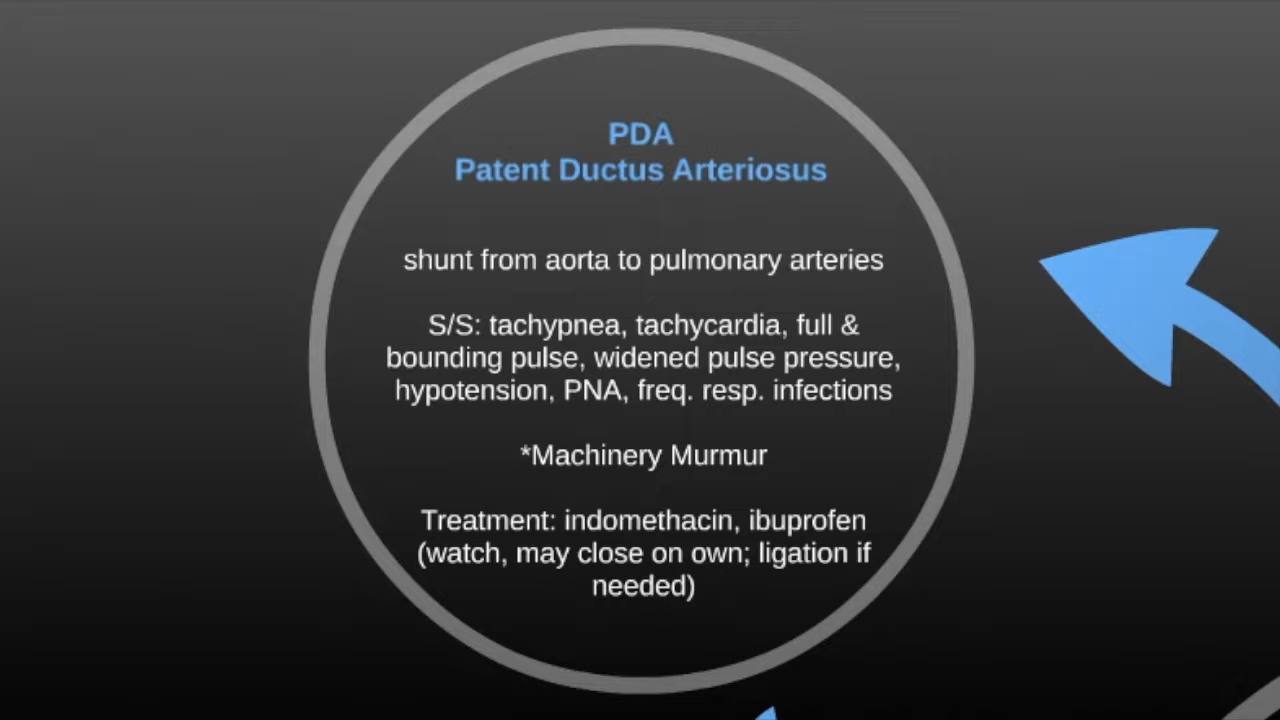 PDA
Patent Ductus Arteriosus
shunt from aorta to pulmonary arteries
S/S: tachypnea, tachycardia, full &
bounding pulse, widened pulse pressure,
hypotension, PNA, freq. resp. infections
*Machinery Murmur
Treatment: indomethacin, ibuprofen
(watch, may close on own; ligation if
needed)